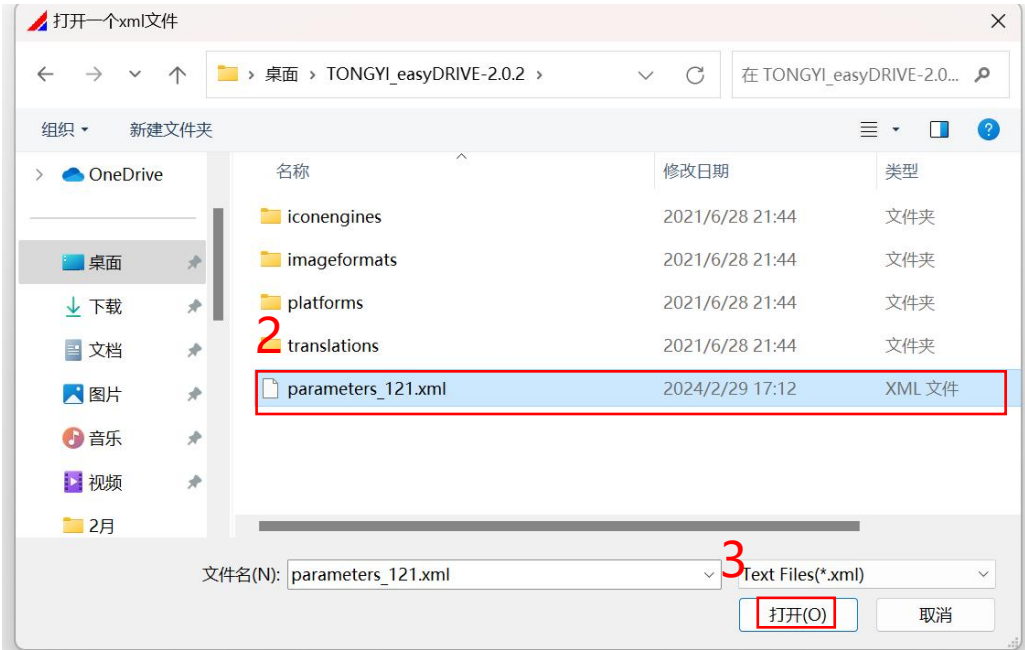 打开一个xml文件
桌面 › TONGYI_easyDRIVE-2.0.2 ›
在 TONGYI_easyDRIVE-2.0...
组织
新建文件夹
名称 修改日期 类型
OneDrive
iconengines 2021/6/28 21:44 文件夹
桌面
imageformats 2021/6/28 21:44 文件夹
下载
platforms 2021/6/28 21:44 文件夹
2
文档
translations 2021/6/28 21:44 文件夹
图片
parameters_121.xml 2024/2/29 17:12 XML 文件
音乐
视频
2月
3
文件名(N): parameters_121.xml Text Files(*.xml)
打开(O) 取消